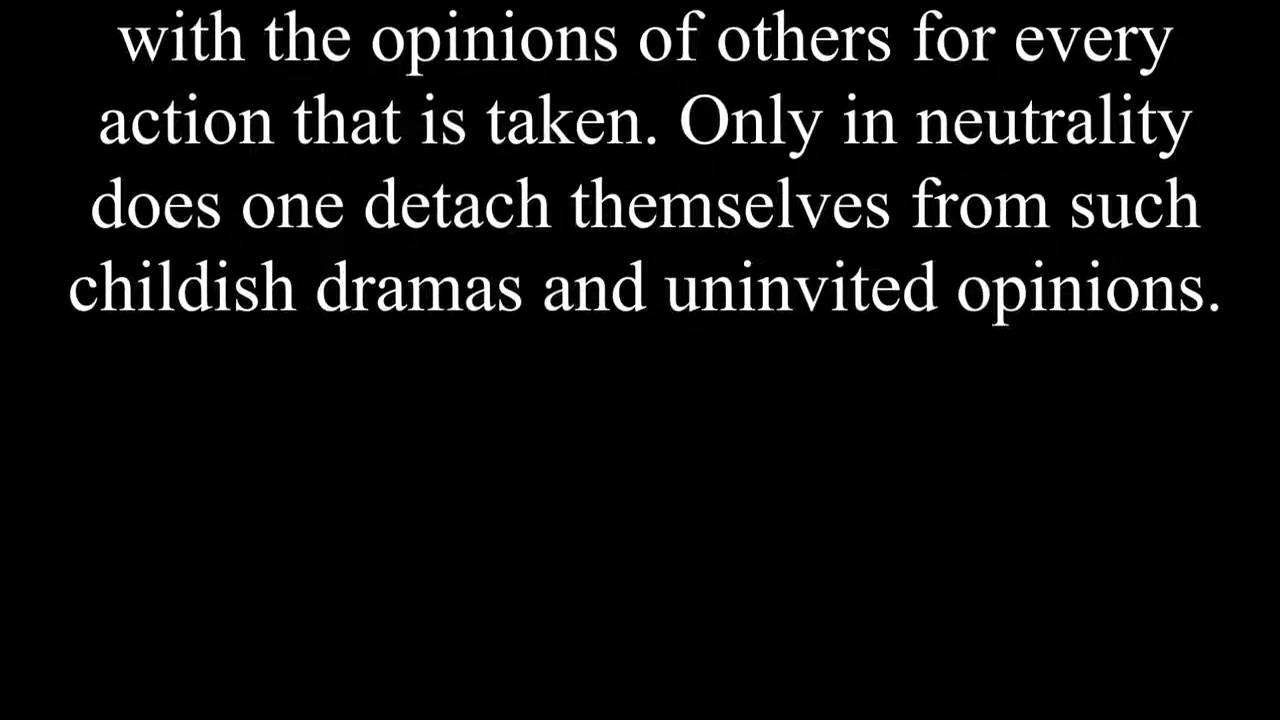 with the opinions of others for every
action that is taken. Only in neutrality
does one detach themselves from such
childish dramas and uninvited opinions.